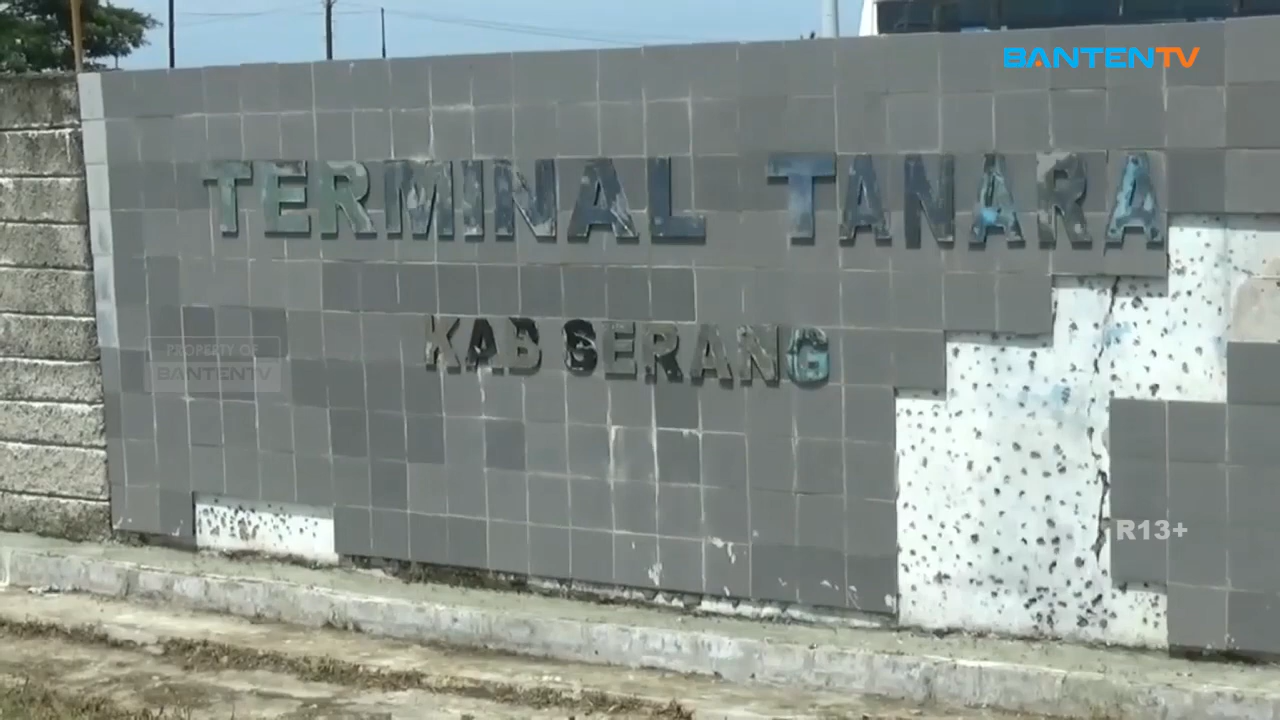 BANTENTV
TERMINAL TANARA
KAB SERANG
PROPERTY OF
BANTENTV
R13+